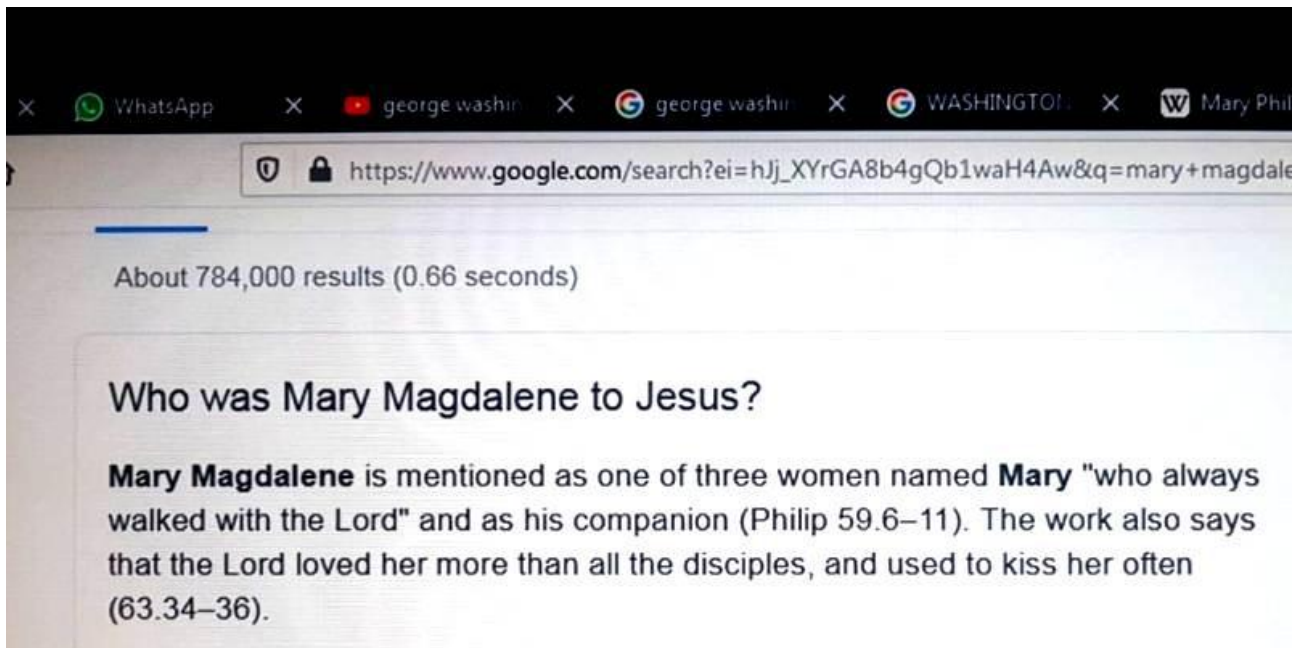 WhatsApp george washin george washin WASHINGTON Mary Phil
https://www.google.com/search?ei=hJj_XYrGA8b4gQb1waH4Aw&q=mary+magdale
About 784,000 results (0.66 seconds)
Who was Mary Magdalene to Jesus?
Mary Magdalene is mentioned as one of three women named Mary "who always
walked with the Lord" and as his companion (Philip 59.6–11). The work also says
that the Lord loved her more than all the disciples, and used to kiss her often
(63.34–36).